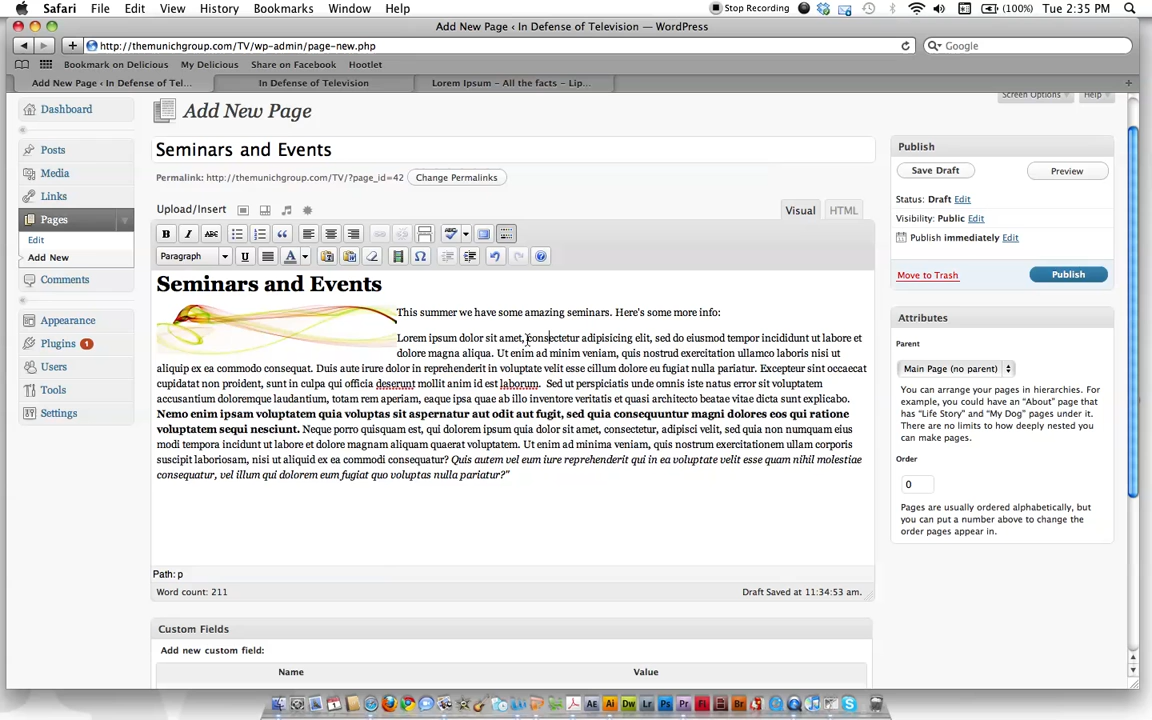 Safari File Edit View History Bookmarks Window Help Stop Recording (100%) Tue 2:35 PM
Add New Page ‹ In Defense of Television — WordPress
http://themunichgroup.com/TV/wp-admin/page-new.php Google
Bookmark on Delicious My Delicious Share on Facebook Hootlet
Add New Page ‹ In Defense of Tel... In Defense of Television Lorem Ipsum – All the facts – Lip...
Screen Options Help
Dashboard
Posts
Media
Links
Pages
Edit
Add New
Comments
Appearance
Plugins 1
Users
Tools
Settings
Add New Page
Seminars and Events
Permalink: http://themunichgroup.com/TV/?page_id=42 Change Permalinks
Upload/Insert Visual HTML
B I ABC ABC
Paragraph U A Ω
Seminars and Events
This summer we have some amazing seminars. Here's some more info:
Lorem ipsum dolor sit amet, consectetur adipisicing elit, sed do eiusmod tempor incididunt ut labore et
dolore magna aliqua. Ut enim ad minim veniam, quis nostrud exercitation ullamco laboris nisi ut
aliquip ex ea commodo consequat. Duis aute irure dolor in reprehenderit in voluptate velit esse cillum dolore eu fugiat nulla pariatur. Excepteur sint occaecat
cupidatat non proident, sunt in culpa qui officia deserunt mollit anim id est laborum. Sed ut perspiciatis unde omnis iste natus error sit voluptatem
accusantium doloremque laudantium, totam rem aperiam, eaque ipsa quae ab illo inventore veritatis et quasi architecto beatae vitae dicta sunt explicabo.
Nemo enim ipsam voluptatem quia voluptas sit aspernatur aut odit aut fugit, sed quia consequuntur magni dolores eos qui ratione
voluptatem sequi nesciunt. Neque porro quisquam est, qui dolorem ipsum quia dolor sit amet, consectetur, adipisci velit, sed quia non numquam eius
modi tempora incidunt ut labore et dolore magnam aliquam quaerat voluptatem. Ut enim ad minima veniam, quis nostrum exercitationem ullam corporis
suscipit laboriosam, nisi ut aliquid ex ea commodi consequatur? Quis autem vel eum iure reprehenderit qui in ea voluptate velit esse quam nihil molestiae
consequatur, vel illum qui dolorem eum fugiat quo voluptas nulla pariatur?"
Path: p
Word count: 211 Draft Saved at 11:34:53 am.
Custom Fields
Add new custom field:
Name Value
Publish
Save Draft Preview
Status: Draft Edit
Visibility: Public Edit
Publish immediately Edit
Move to Trash Publish
Attributes
Parent
Main Page (no parent)
You can arrange your pages in hierarchies. For
example, you could have an "About" page that
has "Life Story" and "My Dog" pages under it.
There are no limits to how deeply nested you
can make pages.
Order
0
Pages are usually ordered alphabetically, but
you can put a number above to change the
order pages appear in.
AE Ai Dw Lr Ps Pr Fl Br